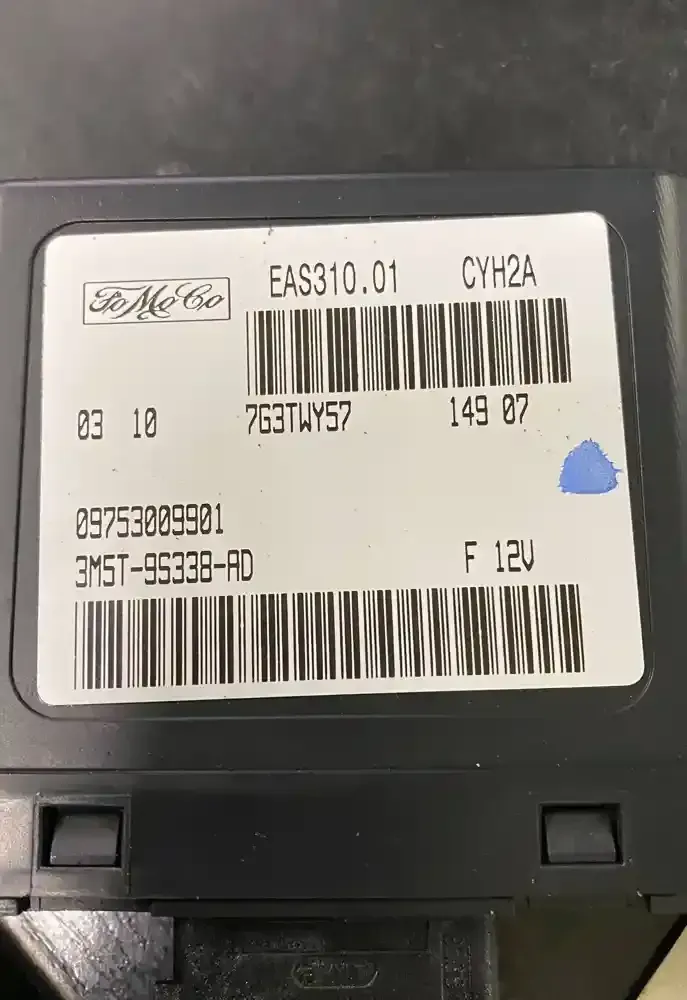 FoMoCo
EAS310.01 CYH2A
03 10 7G3TWY57 149 07
09753009901
3M5T-9S338-AD F 12V